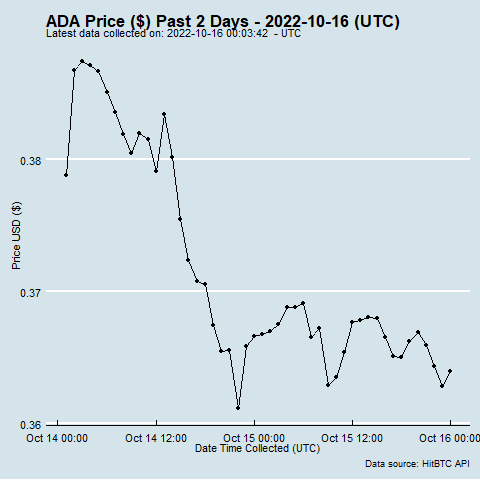 ADA Price ($) Past 2 Days - 2022-10-16 (UTC)
Latest data collected on: 2022-10-16 00:03:42 - UTC
0.38
0.37
0.36
Price USD ($)
Oct 14 00:00 Oct 14 12:00 Oct 15 00:00 Oct 15 12:00 Oct 16 00:00
Date Time Collected (UTC)
Data source: HitBTC API